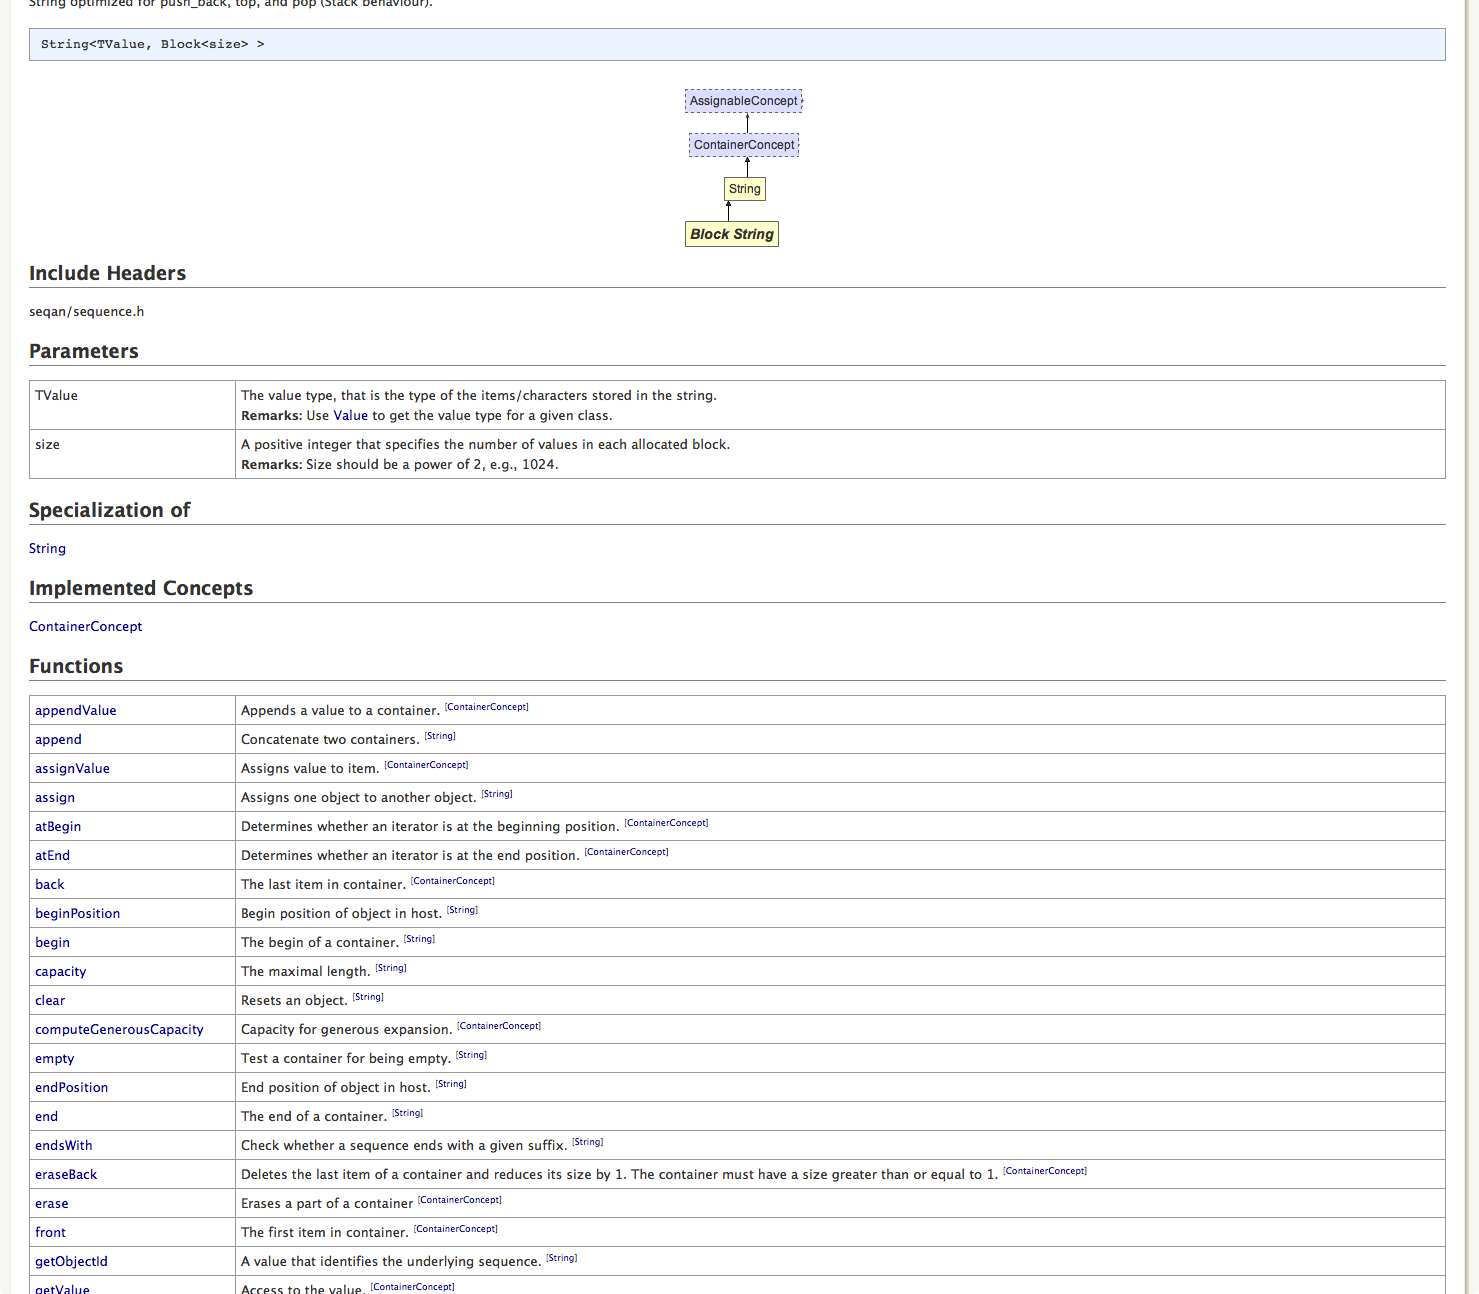 String optimized for push_back, top, and pop (Stack behaviour).
String<TValue, Block<size> >
AssignableConcept
ContainerConcept
String
Block String
Include Headers
seqan/sequence.h
Parameters
TValue The value type, that is the type of the items/characters stored in the string.
Remarks: Use Value to get the value type for a given class.
size A positive integer that specifies the number of values in each allocated block.
Remarks: Size should be a power of 2, e.g., 1024.
Specialization of
String
Implemented Concepts
ContainerConcept
Functions
appendValue Appends a value to a container. [ContainerConcept]
append Concatenate two containers. [String]
assignValue Assigns value to item. [ContainerConcept]
assign Assigns one object to another object. [String]
atBegin Determines whether an iterator is at the beginning position. [ContainerConcept]
atEnd Determines whether an iterator is at the end position. [ContainerConcept]
back The last item in container. [ContainerConcept]
beginPosition Begin position of object in host. [String]
begin The begin of a container. [String]
capacity The maximal length. [String]
clear Resets an object. [String]
computeGenerousCapacity Capacity for generous expansion. [ContainerConcept]
empty Test a container for being empty. [String]
endPosition End position of object in host. [String]
end The end of a container. [String]
endsWith Check whether a sequence ends with a given suffix. [String]
eraseBack Deletes the last item of a container and reduces its size by 1. The container must have a size greater than or equal to 1. [ContainerConcept]
erase Erases a part of a container [ContainerConcept]
front The first item in container. [ContainerConcept]
getObjectId A value that identifies the underlying sequence. [String]
getValue Access to the value. [ContainerConcept]